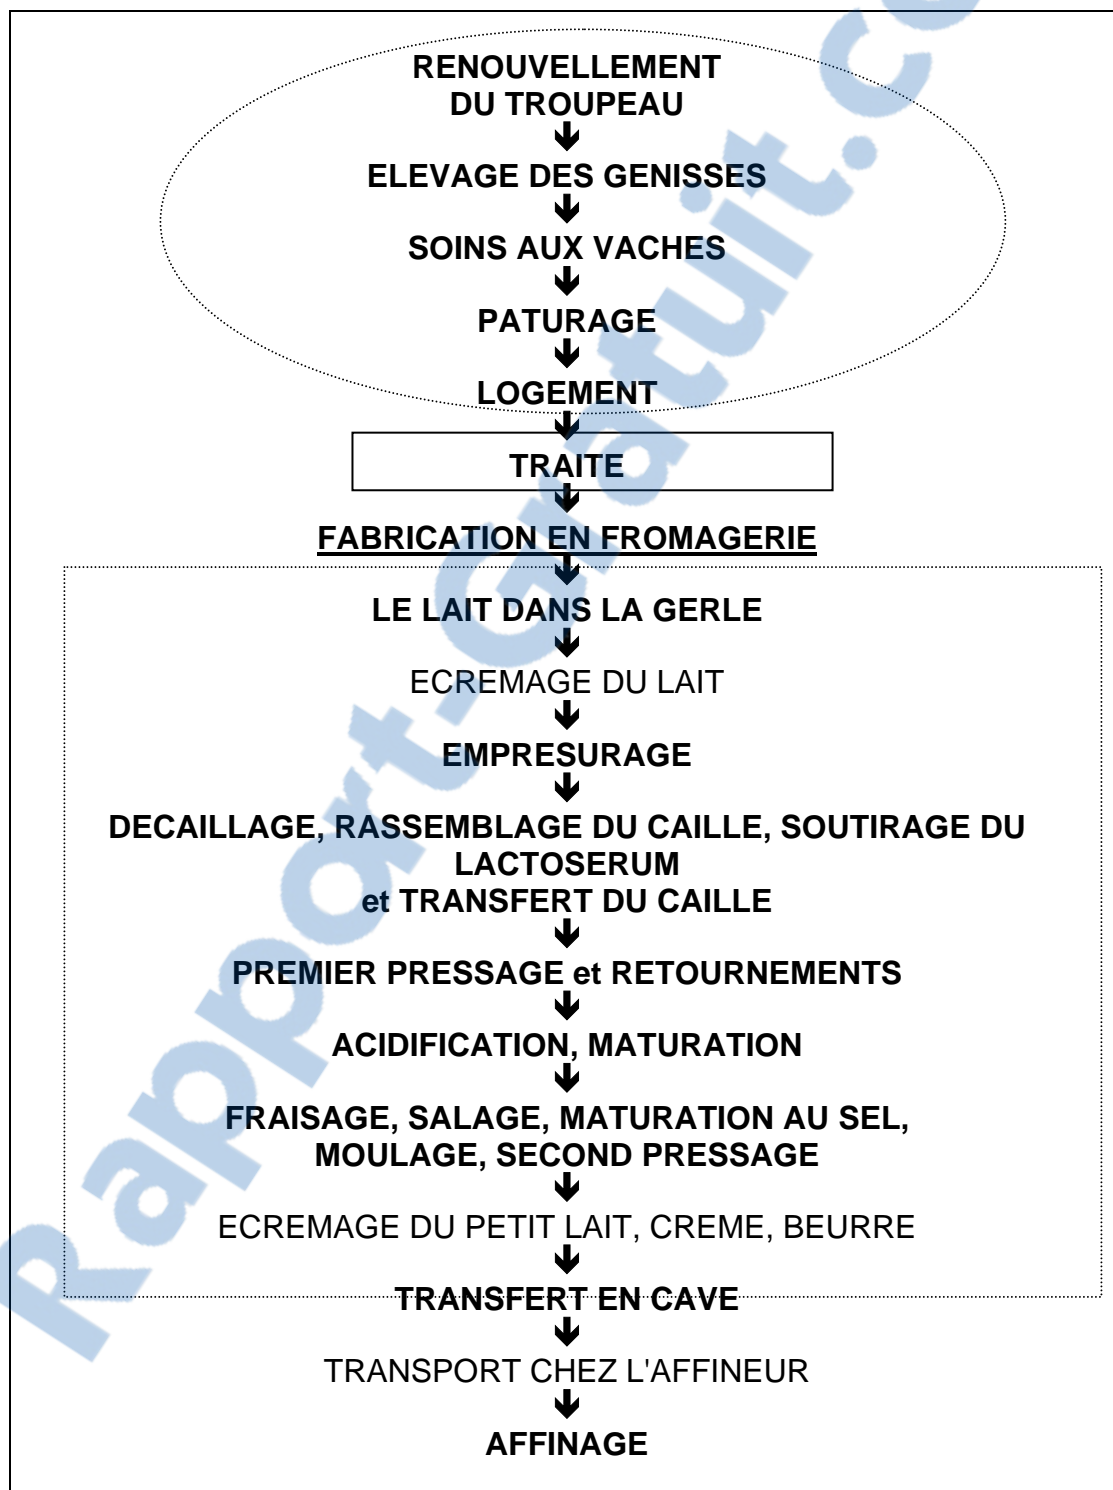 RENOUVELLEMENT
DU TROUPEAU
ELEVAGE DES GENISSES
SOINS AUX VACHES
PATURAGE
LOGEMENT
TRAITE
FABRICATION EN FROMAGERIE
LE LAIT DANS LA GERLE
ECREMAGE DU LAIT
EMPRESURAGE
DECAILLAGE, RASSEMBLAGE DU CAILLE, SOUTIRAGE DU
LACTOSERUM
et TRANSFERT DU CAILLE
PREMIER PRESSAGE et RETOURNEMENTS
ACIDIFICATION, MATURATION
FRAISAGE, SALAGE, MATURATION AU SEL,
MOULAGE, SECOND PRESSAGE
ECREMAGE DU PETIT LAIT, CREME, BEURRE
TRANSFERT EN CAVE
TRANSPORT CHEZ L'AFFINEUR
AFFINAGE
Rapport-Gratuit.co